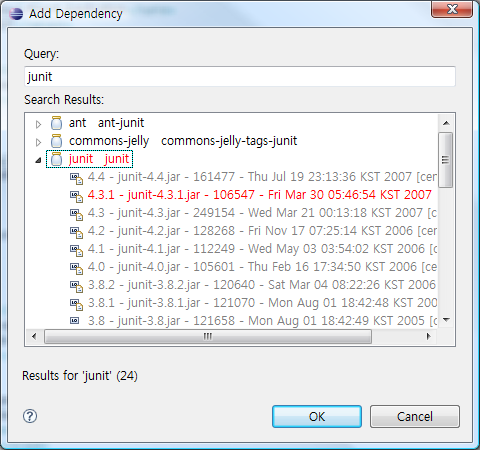 Add Dependency
Query:
junit
Search Results:
ant ant-junit
commons-jelly commons-jelly-tags-junit
junit junit
4.4 - junit-4.4.jar - 161477 - Thu Jul 19 23:13:36 KST 2007 [cen
4.3.1 - junit-4.3.1.jar - 106547 - Fri Mar 30 05:46:54 KST 2007
4.3 - junit-4.3.jar - 249154 - Wed Mar 21 00:13:18 KST 2007 [cen
4.2 - junit-4.2.jar - 128268 - Fri Nov 17 07:25:14 KST 2006 [cen
4.1 - junit-4.1.jar - 112249 - Wed May 03 03:54:02 KST 2006 [cen
4.0 - junit-4.0.jar - 105601 - Thu Feb 16 17:34:50 KST 2006 [cen
3.8.2 - junit-3.8.2.jar - 120640 - Sat Mar 04 08:22:26 KST 2006 [
3.8.1 - junit-3.8.1.jar - 121070 - Mon Aug 01 18:42:48 KST 200
3.8 - junit-3.8.jar - 121658 - Mon Aug 01 18:42:49 KST 2005 [c
Results for 'junit' (24)
OK Cancel